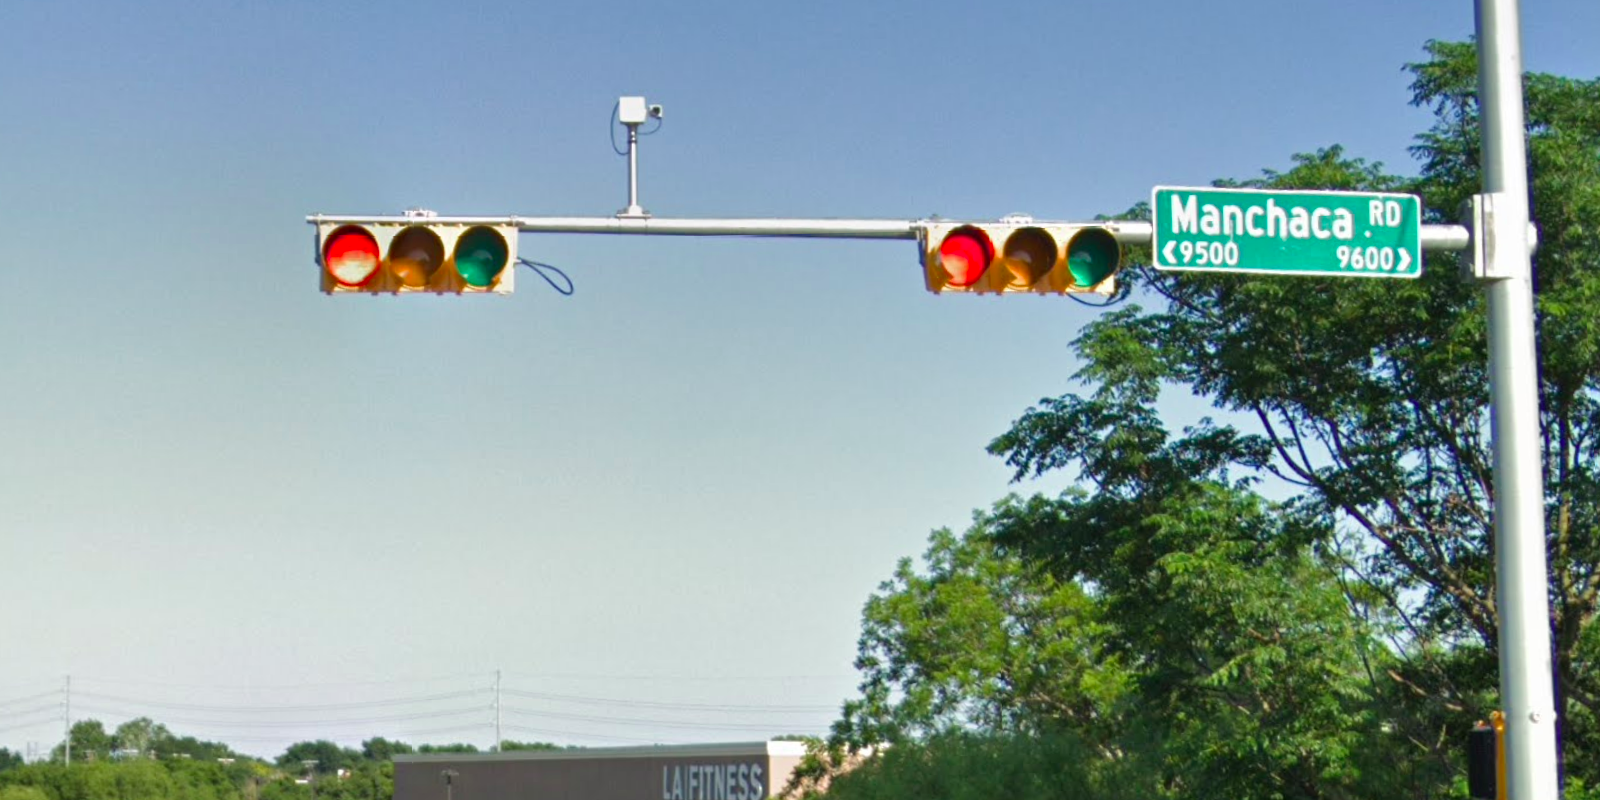 Manchaca RD
<9500 9600>
LA|FITNESS